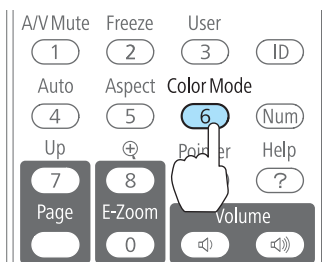 A/V Mute Freeze User
1 2 3 ID
Auto Aspect Color Mode
4 5 6 Num
Up Pointer Help
7 8 ?
Page E-Zoom Volume
0